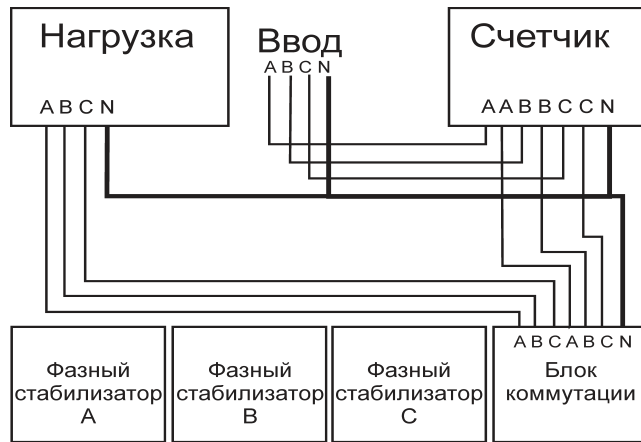 Нагрузка
A B C N
Ввод
A B C N
Счетчик
A A B B C C N
Фазный
стабилизатор
A
Фазный
стабилизатор
B
Фазный
стабилизатор
C
A B C A B C N
Блок
коммутации